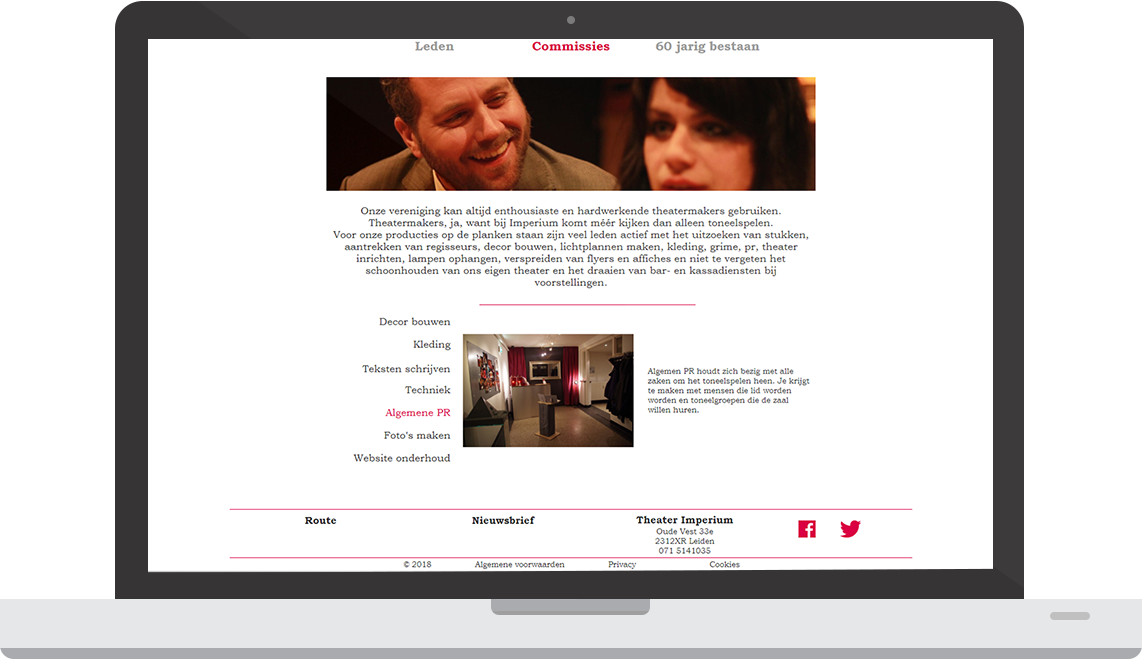 Leden Commissies 60 jarig bestaan
Onze vereniging kan altijd enthousiaste en hardwerkende theatermakers gebruiken.
Theatermakers, ja, want bij Imperium komt méér kijken dan alleen toneelspelen.
Voor onze producties op de planken staan zijn veel leden actief met het uitzoeken van stukken,
aantrekken van regisseurs, decor bouwen, lichtplannen maken, kleding, grime, pr, theater
inrichten, lampen ophangen, verspreiden van flyers en affiches en niet te vergeten het
schoonhouden van ons eigen theater en het draaien van bar- en kassadiensten bij
voorstellingen.
Decor bouwen
Kleding
Teksten schrijven
Techniek
Algemene PR
Foto's maken
Website onderhoud
Algemen PR houdt zich bezig met alle
zaken om het toneelspelen heen. Je krijgt
te maken met mensen die lid worden
worden en toneelgroepen die de zaal
willen huren.
Route
Nieuwsbrief
Theater Imperium
Oude Vest 33e
2312XR Leiden
071 5141035
© 2018 Algemene voorwaarden Privacy Cookies